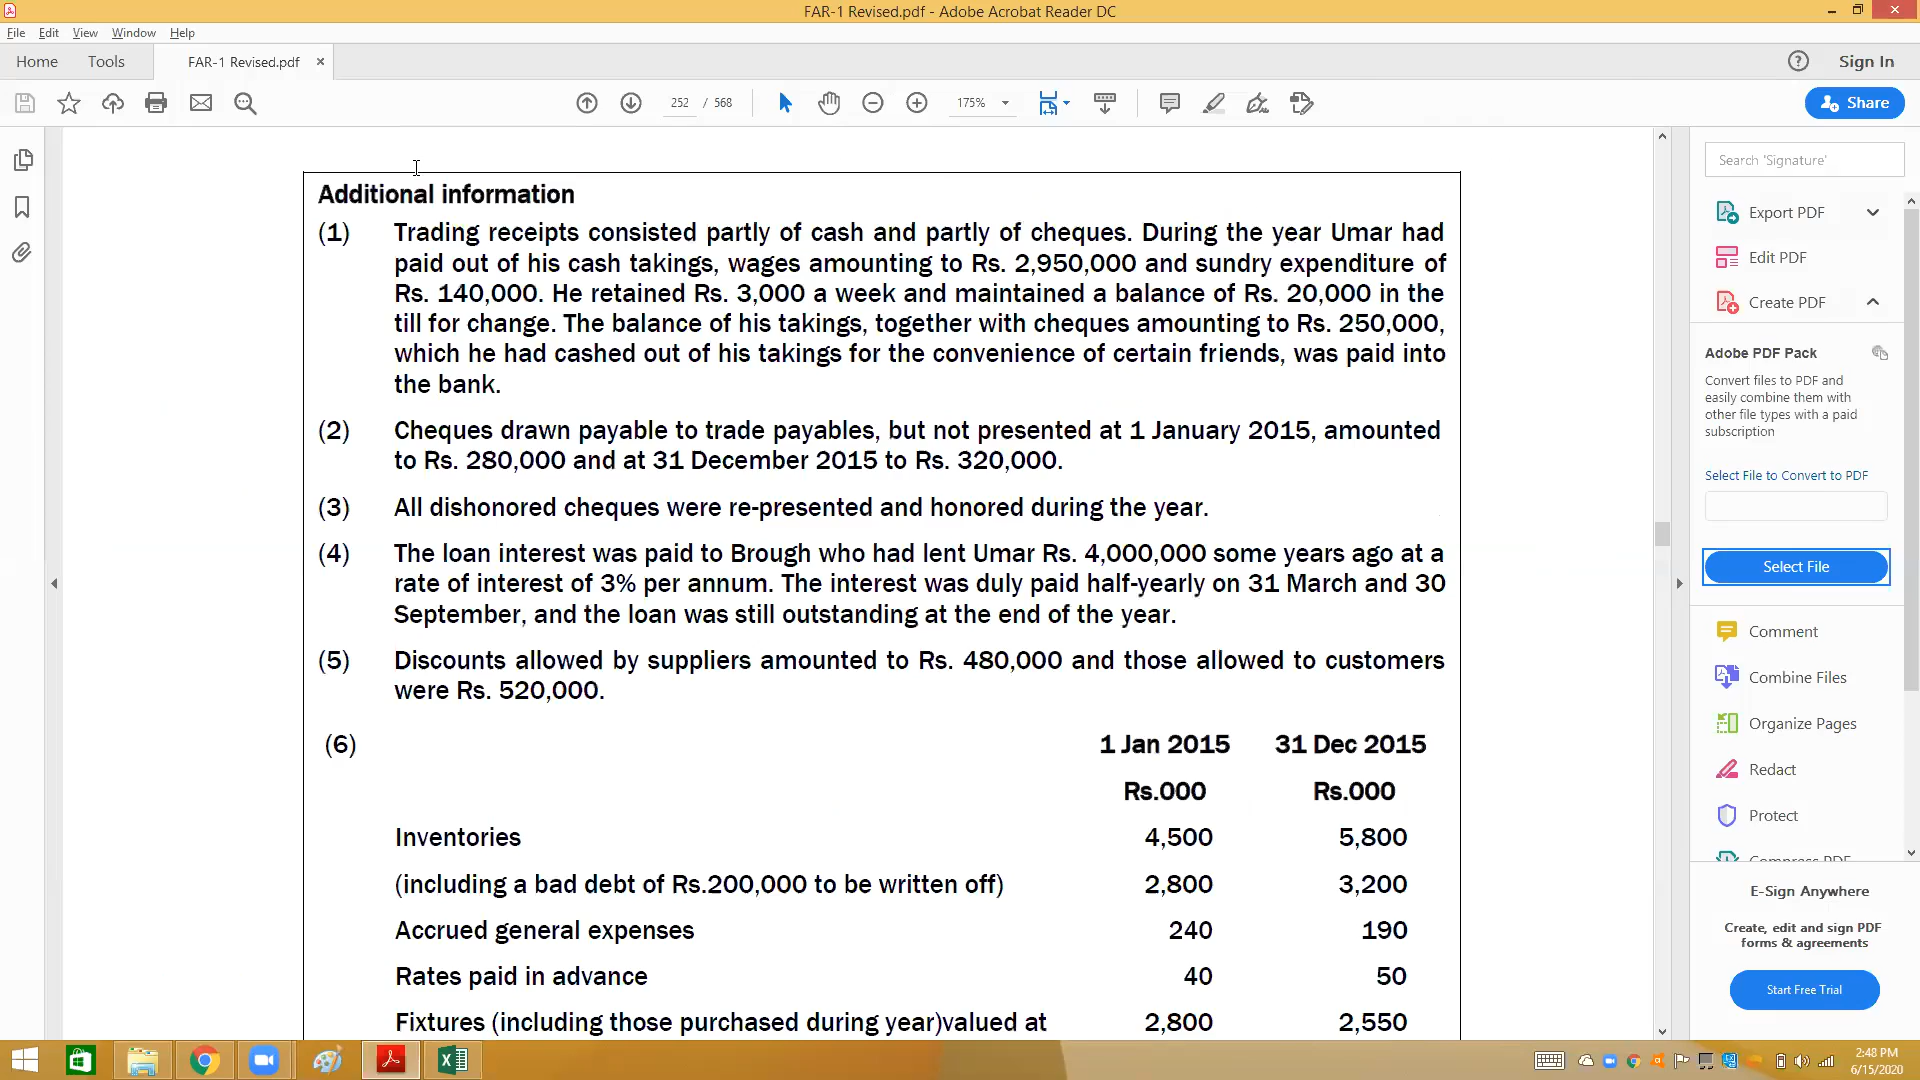 FAR-1 Revised.pdf - Adobe Acrobat Reader DC
File Edit View Window Help
Home Tools FAR-1 Revised.pdf × Sign In
252 / 568 175% Share
Additional information
(1) Trading receipts consisted partly of cash and partly of cheques. During the year Umar had
paid out of his cash takings, wages amounting to Rs. 2,950,000 and sundry expenditure of
Rs. 140,000. He retained Rs. 3,000 a week and maintained a balance of Rs. 20,000 in the
till for change. The balance of his takings, together with cheques amounting to Rs. 250,000,
which he had cashed out of his takings for the convenience of certain friends, was paid into
the bank.
(2) Cheques drawn payable to trade payables, but not presented at 1 January 2015, amounted
to Rs. 280,000 and at 31 December 2015 to Rs. 320,000.
(3) All dishonored cheques were re-presented and honored during the year.
(4) The loan interest was paid to Brough who had lent Umar Rs. 4,000,000 some years ago at a
rate of interest of 3% per annum. The interest was duly paid half-yearly on 31 March and 30
September, and the loan was still outstanding at the end of the year.
(5) Discounts allowed by suppliers amounted to Rs. 480,000 and those allowed to customers
were Rs. 520,000.
(6) 1 Jan 2015 31 Dec 2015
Rs.000 Rs.000
Inventories 4,500 5,800
(including a bad debt of Rs.200,000 to be written off) 2,800 3,200
Accrued general expenses 240 190
Rates paid in advance 40 50
Fixtures (including those purchased during year)valued at 2,800 2,550
Search 'Signature'
Export PDF
Edit PDF
Create PDF
Adobe PDF Pack
Convert files to PDF and
easily combine them with
other file types with a paid
subscription
Select File to Convert to PDF
Select File
Comment
Combine Files
Organize Pages
Redact
Protect
Compress PDF
E-Sign Anywhere
Create, edit and sign PDF
forms & agreements
Start Free Trial
2:48 PM
6/15/2020